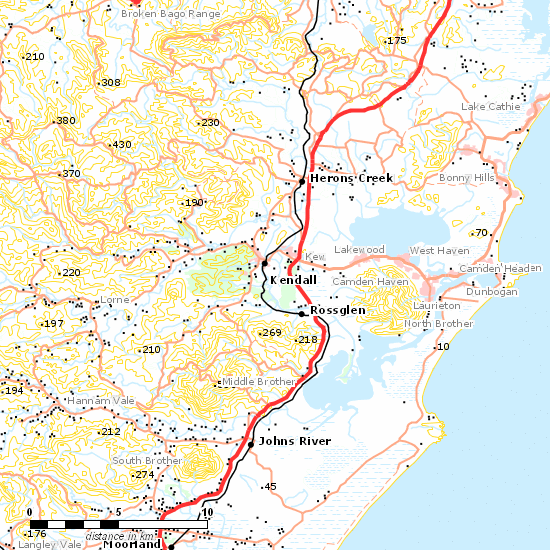 Broken Bago Range
.175
.210
.308
Lake Cathie
.380
.230
.430
.370
Herons Creek
Bonny Hills
.190
.70
Lakewood
West Haven
Kew
.220
Camden Headen
Kendall
Camden Haven
Dunbogan
Lorne
Laurieton
Rossglen
.197
North Brother
.269
.218
.210
.10
Middle Brother
.194
Hannam Vale
.212
Johns River
South Brother
.274
.45
0 5 10
.176
distance in km
Langley Vale
Moorland